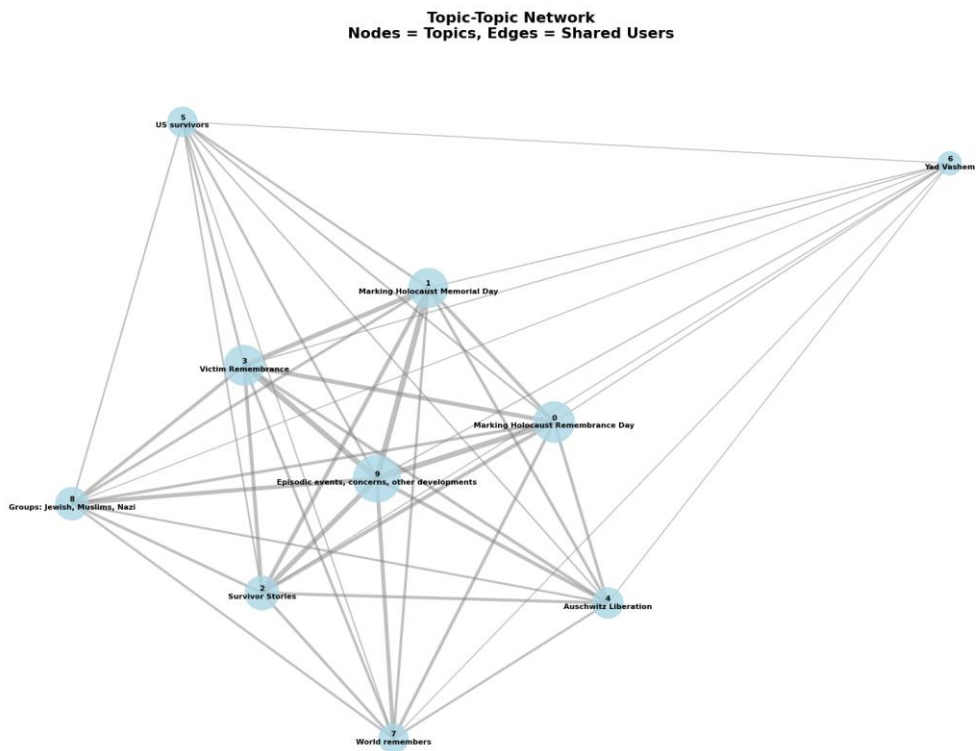 Topic-Topic Network
Nodes = Topics, Edges = Shared Users
5
US survivors
6
Yad Vashem
1
Marking Holocaust Memorial Day
3
Victim Remembrance
0
Marking Holocaust Remembrance Day
9
Episodic events, concerns, other developments
8
Groups: Jewish, Muslims, Nazi
2
Survivor Stories
4
Auschwitz Liberation
7
World remembers